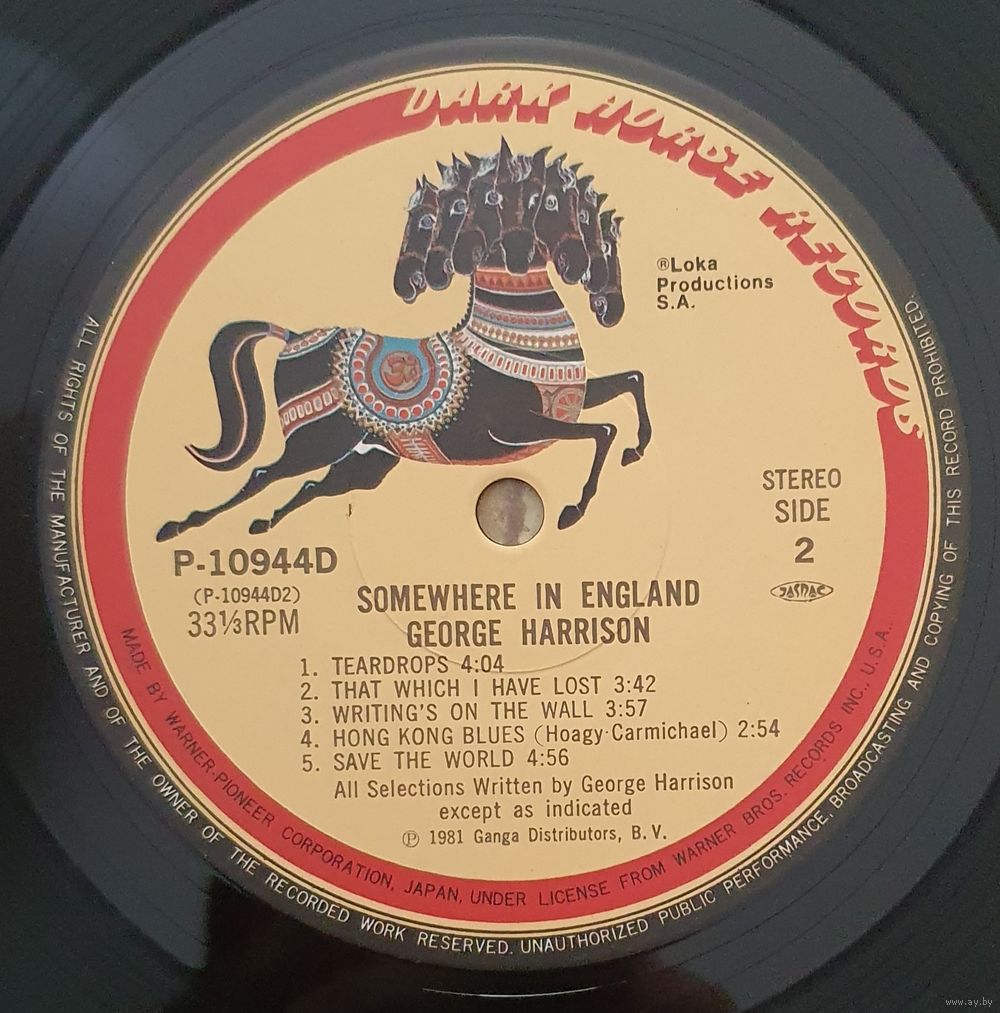 DARK HORSE RECORDS
®Loka
Productions
S.A.
STEREO
SIDE
2
JASRAC
P-10944D
(P-10944D2)
33⅓RPM
SOMEWHERE IN ENGLAND
GEORGE HARRISON
1. TEARDROPS 4:04
2. THAT WHICH I HAVE LOST 3:42
3. WRITING'S ON THE WALL 3:57
4. HONG KONG BLUES (Hoagy Carmichael) 2:54
5. SAVE THE WORLD 4:56
All Selections Written by George Harrison
except as indicated
Ⓟ 1981 Ganga Distributors, B. V.
MADE BY WARNER-PIONEER CORPORATION, JAPAN, UNDER LICENSE FROM WARNER BROS. RECORDS INC., U.S.A.
ALL RIGHTS OF THE MANUFACTURER AND OF THE OWNER OF THE RECORDED WORK RESERVED. UNAUTHORIZED PUBLIC PERFORMANCE, BROADCASTING AND COPYING OF THIS RECORD PROHIBITED.
www.ay.by